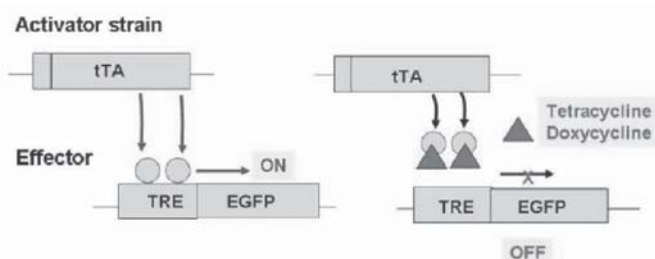 Activator strain
tTA
tTA
Tetracycline
Doxycycline
Effector
ON
TRE EGFP
TRE EGFP
OFF